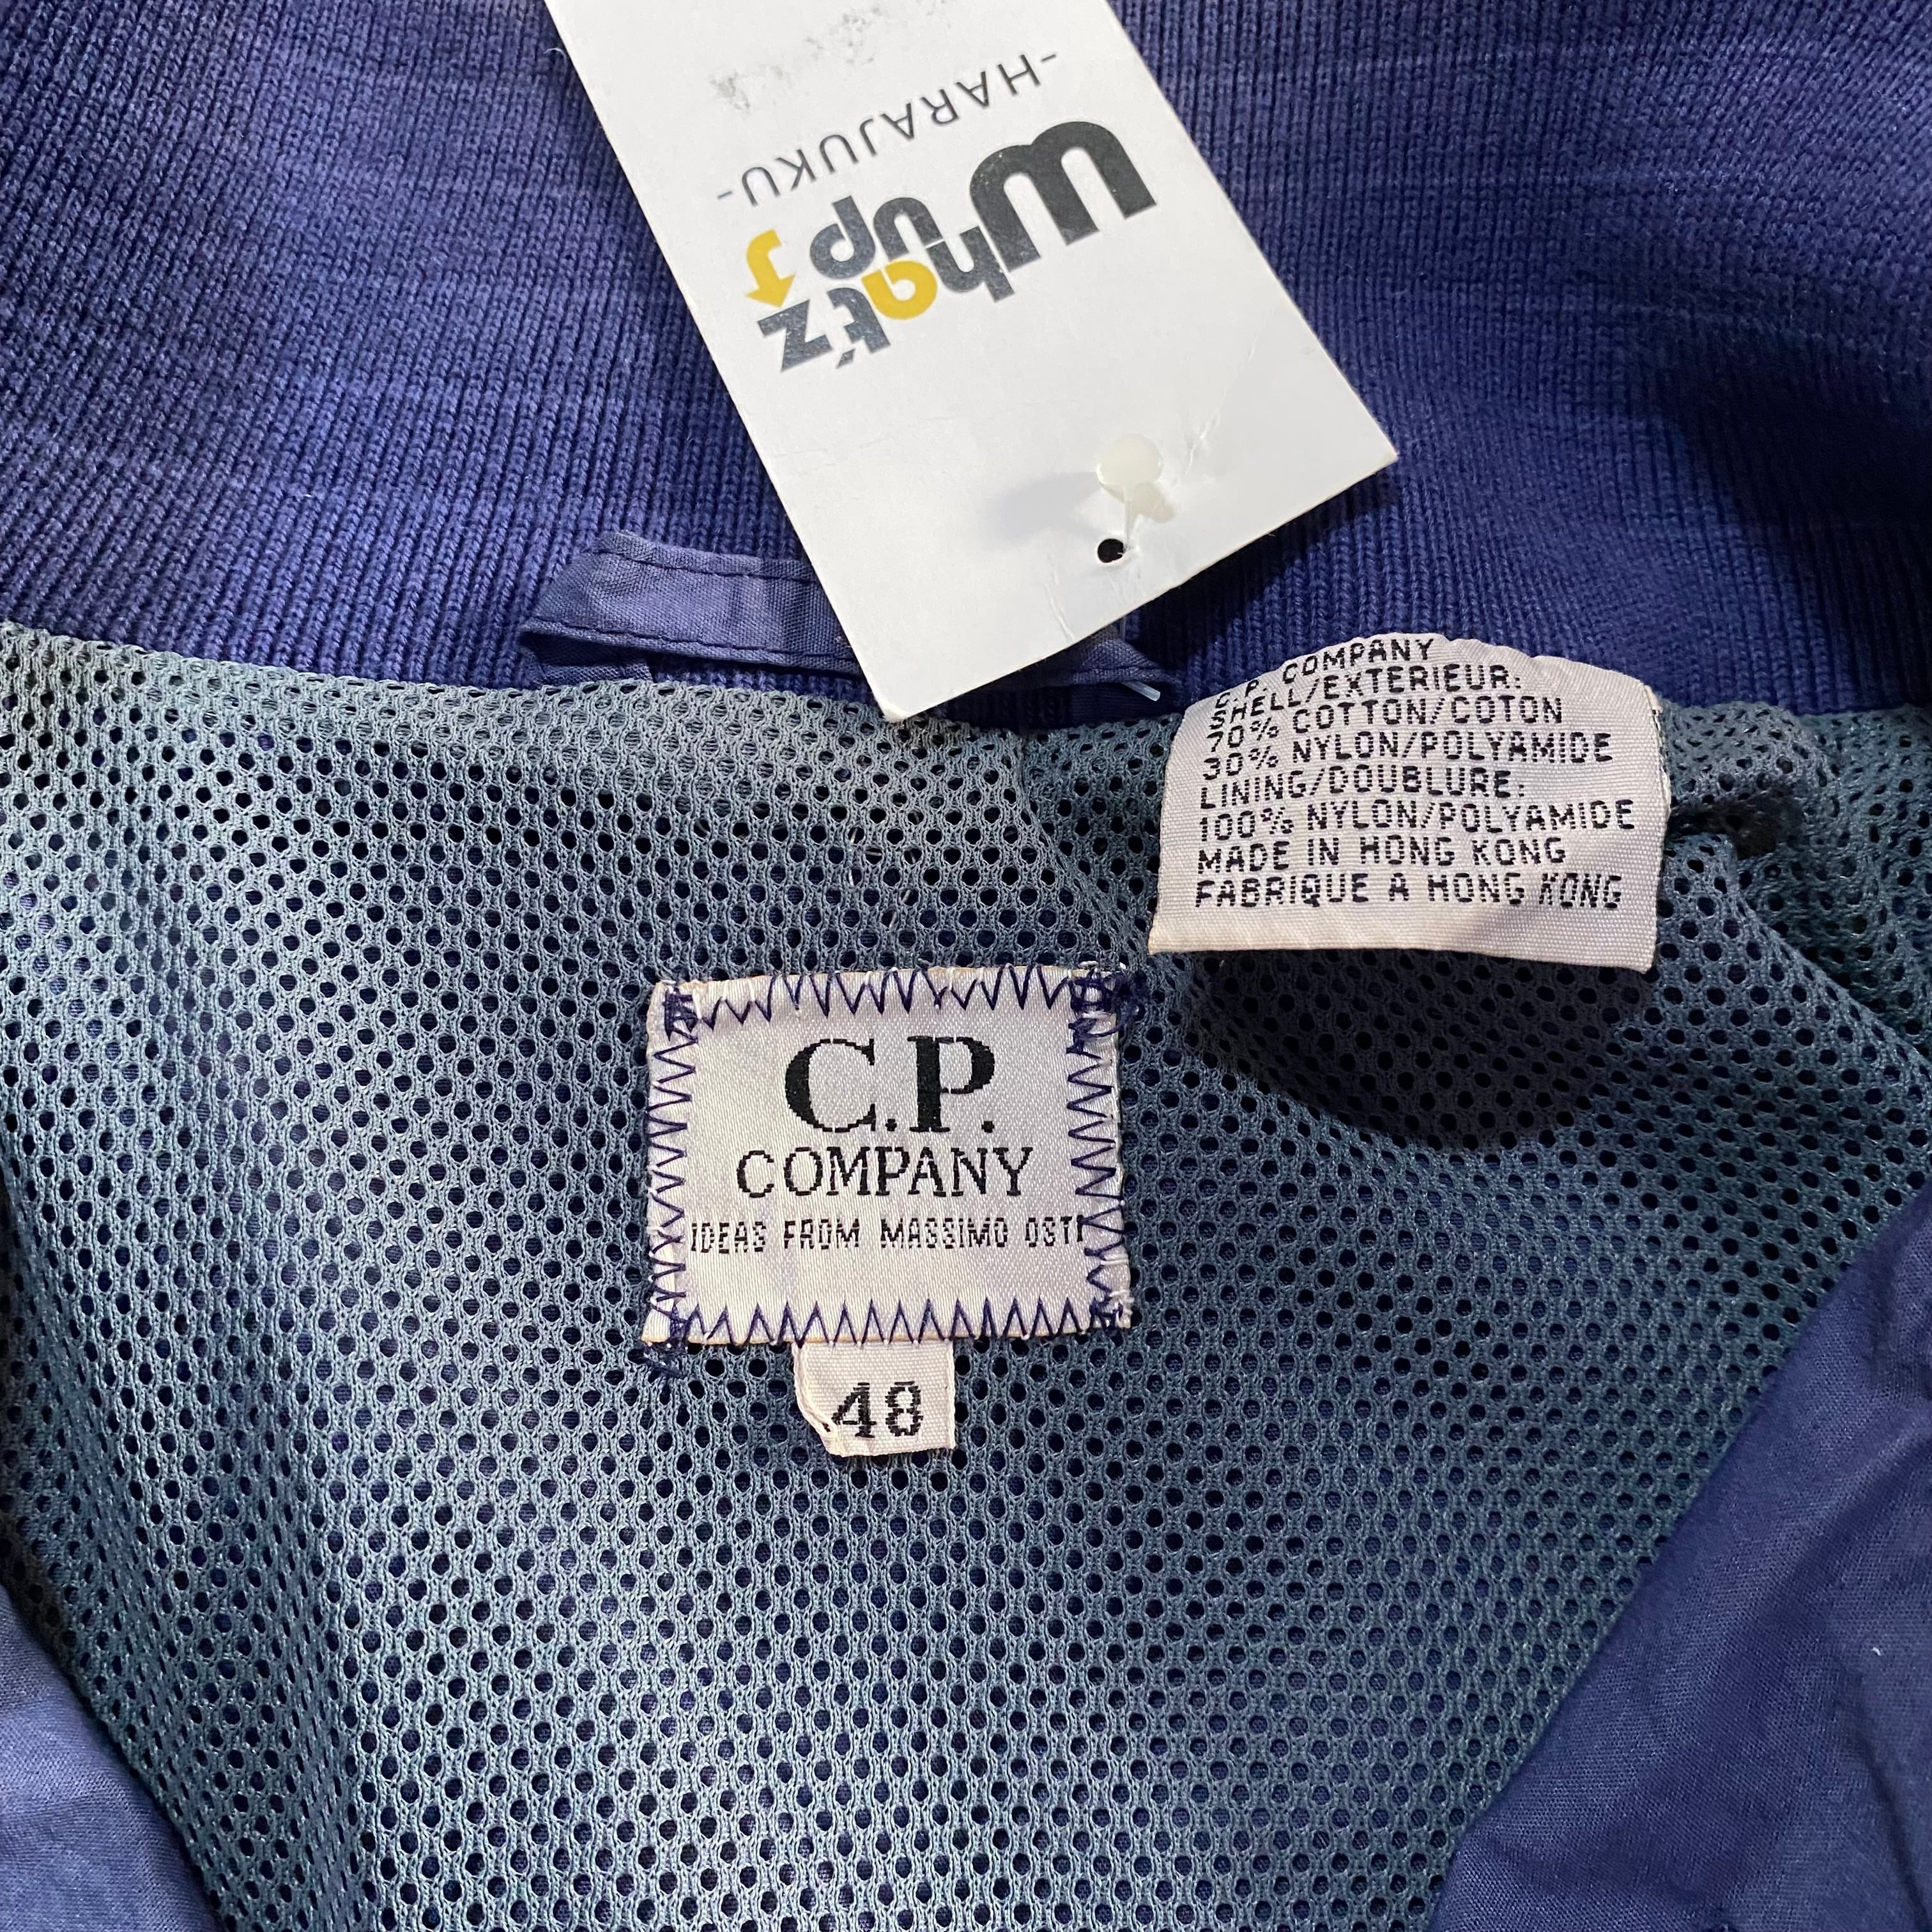 -HARAJUKU-
What'z
up
C.P. COMPANY
SHELL/EXTERIEUR:
70% COTTON/COTON
30% NYLON/POLYAMIDE
LINING/DOUBLURE:
100% NYLON/POLYAMIDE
MADE IN HONG KONG
FABRIQUE A HONG KONG
C.P.
COMPANY
IDEAS FROM MASSIMO OSTI
48